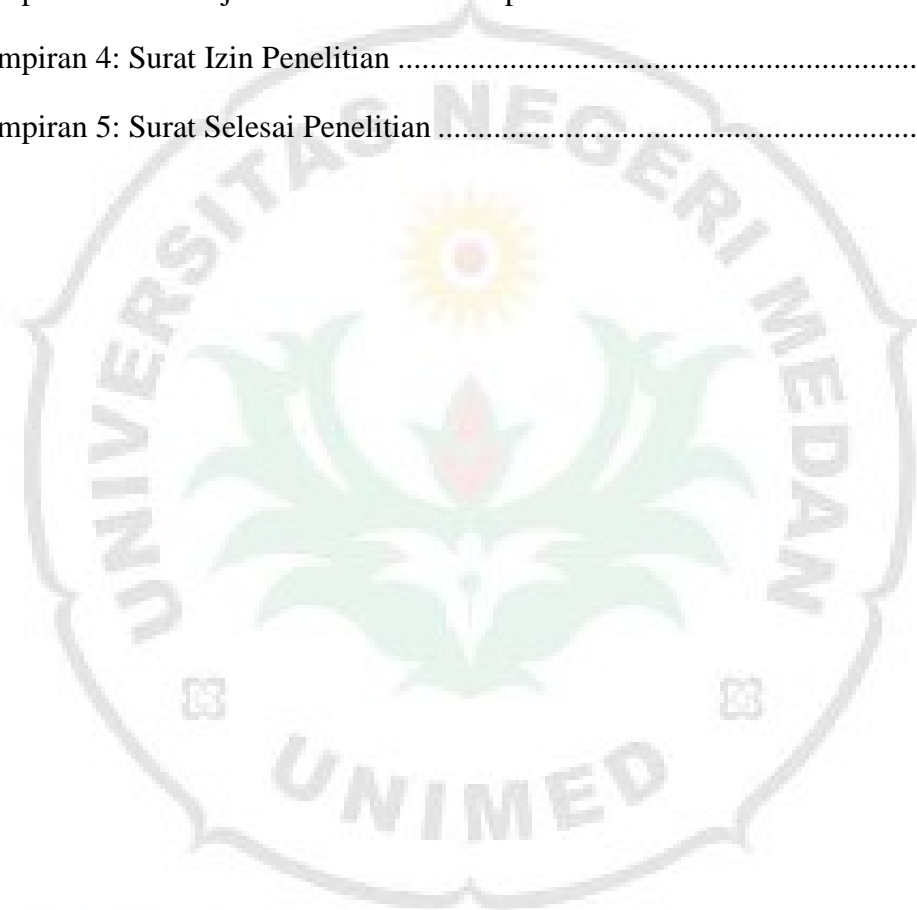 mpiran 4: Surat Izin Penelitian ....................................................................
mpiran 5: Surat Selesai Penelitian ...............................................................
UNIVERSITAS NEGERI MEDAN
UNIMED